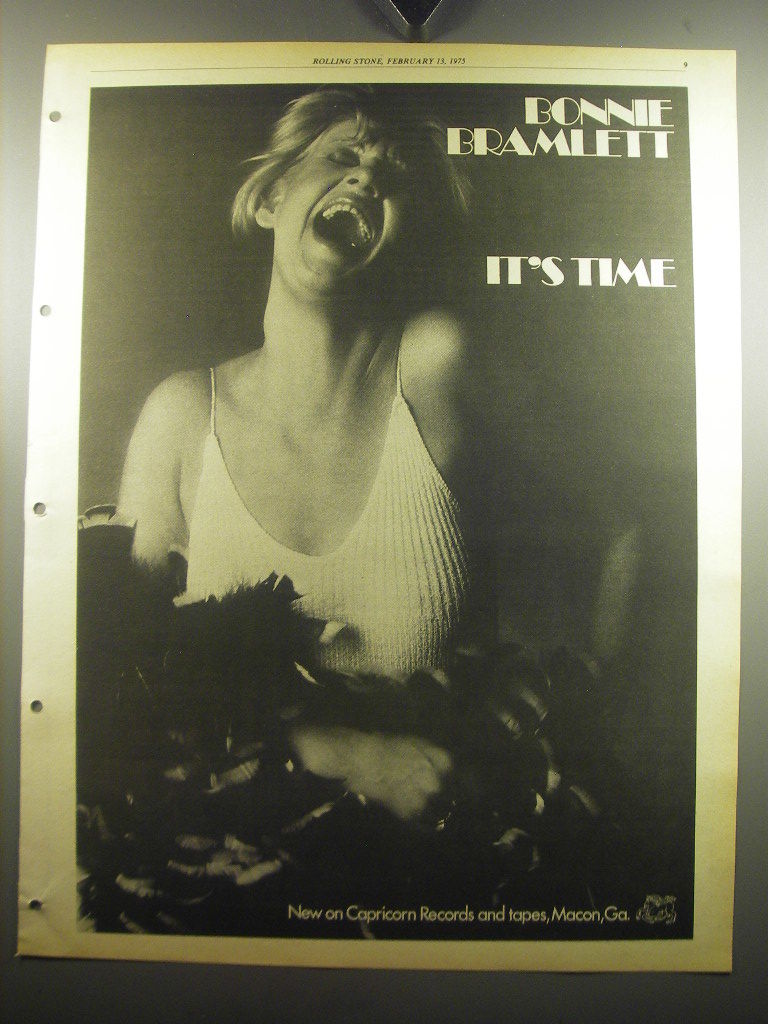 ROLLING STONE, FEBRUARY 13, 1975
9
BONNIE
BRAMLETT
IT'S TIME
New on Capricorn Records and tapes, Macon, Ga.